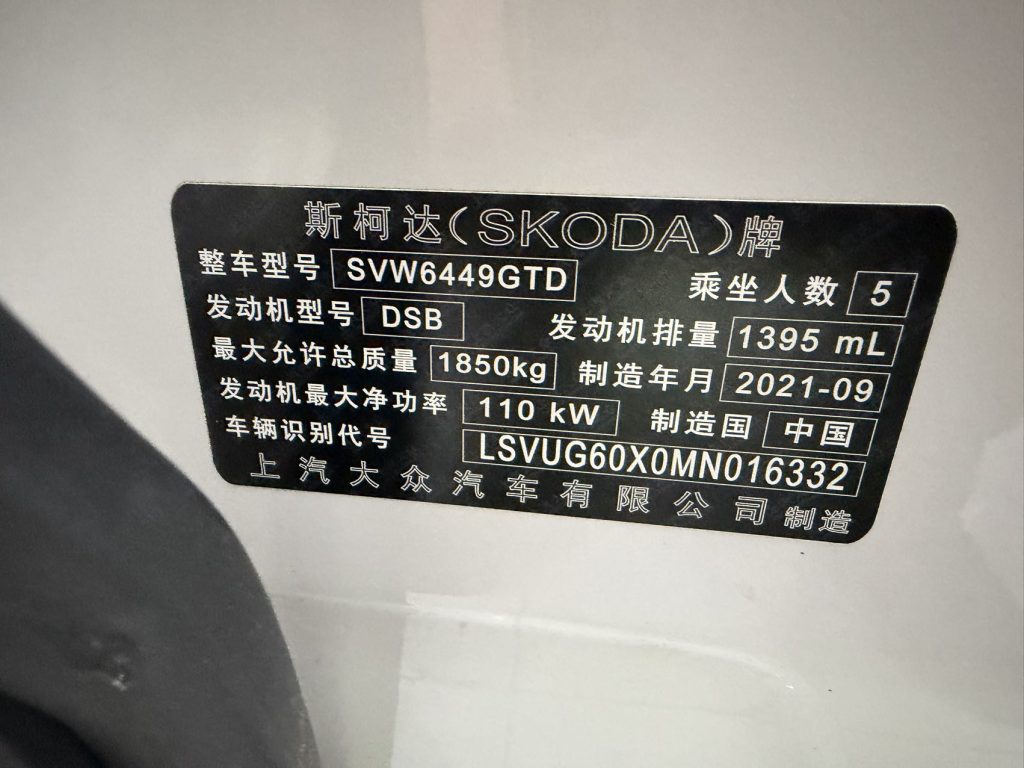 斯柯达(SKODA)牌
整车型号 SVW6449GTD 乘坐人数 5
发动机型号 DSB 发动机排量 1395 mL
最大允许总质量 1850kg 制造年月 2021-09
发动机最大净功率 110 kW 制造国 中国
车辆识别代号 LSVUG60X0MN016332
上汽大众汽车有限公司制造